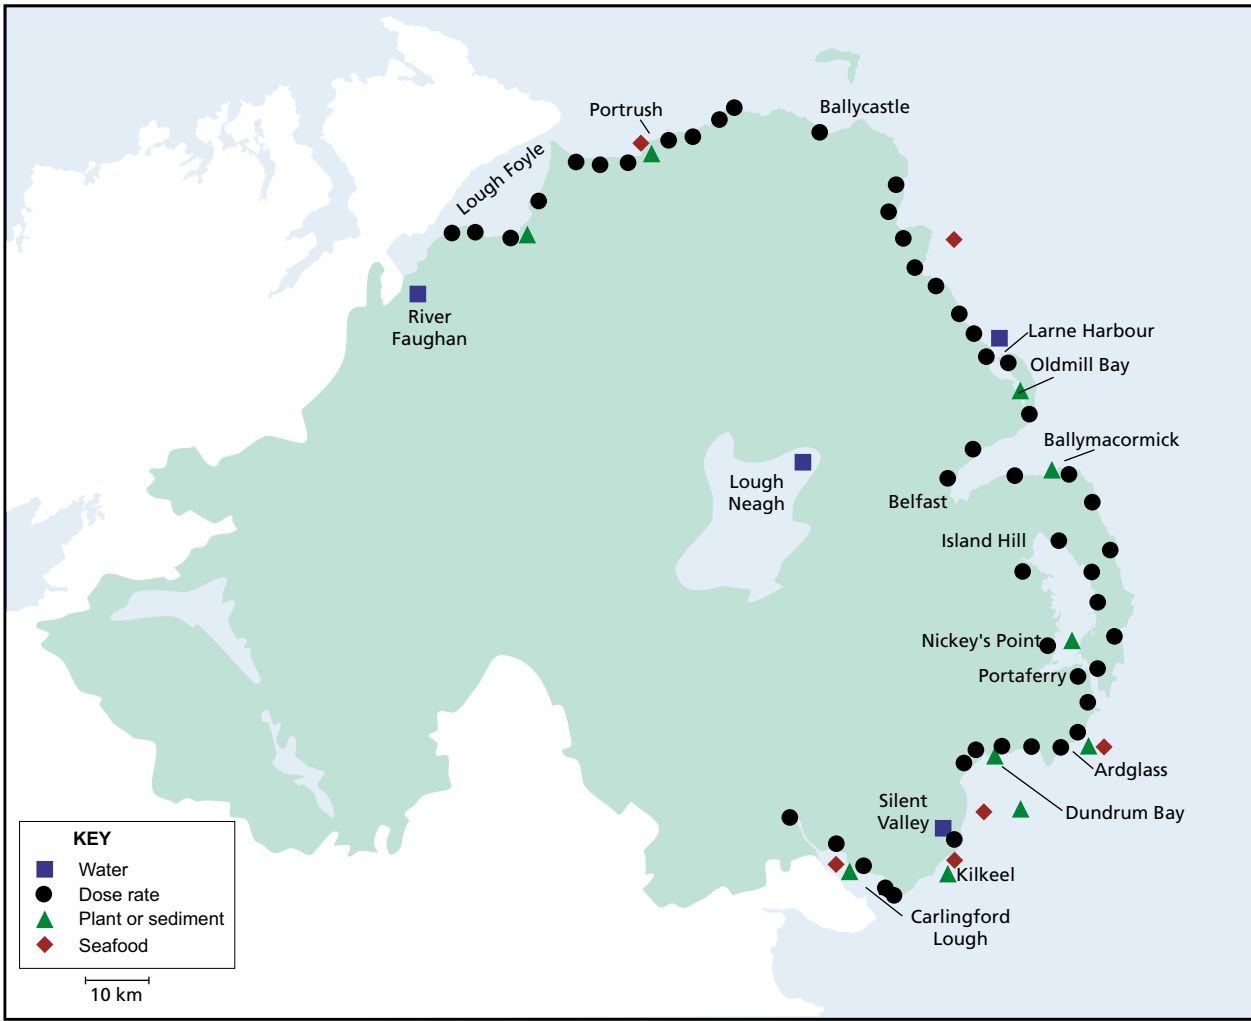 Portrush
Ballycastle
Lough Foyle
River
Faughan
Larne Harbour
Oldmill Bay
Ballymacormick
Lough
Neagh
Belfast
Island Hill
Nickey's Point
Portaferry
Ardglass
Silent
Valley
Dundrum Bay
Kilkeel
Carlingford
Lough
KEY
Water
Dose rate
Plant or sediment
Seafood
10 km